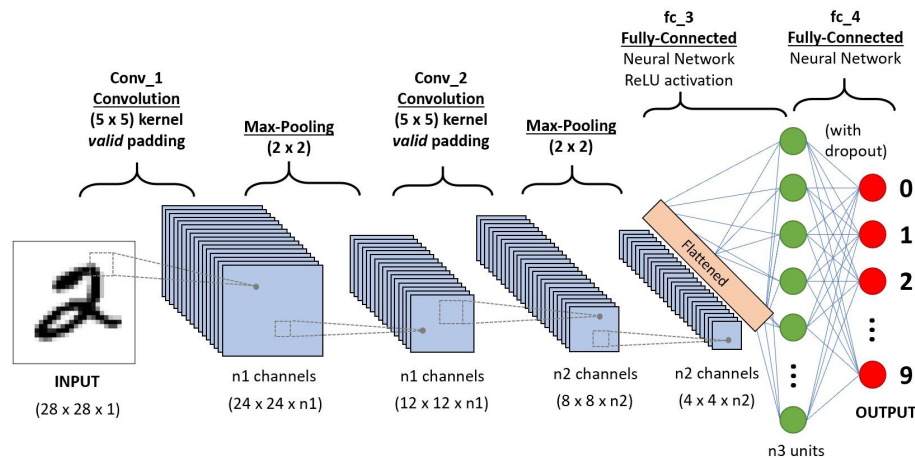 fc_3
Fully-Connected
Neural Network
ReLU activation
fc_4
Fully-Connected
Neural Network
Conv_1
Convolution
(5 x 5) kernel
valid padding
Max-Pooling
(2 x 2)
Conv_2
Convolution
(5 x 5) kernel
valid padding
Max-Pooling
(2 x 2)
(with
dropout)
Flattened
0
1
2
9
OUTPUT
INPUT
(28 x 28 x 1)
n1 channels
(24 x 24 x n1)
n1 channels
(12 x 12 x n1)
n2 channels
(8 x 8 x n2)
n2 channels
(4 x 4 x n2)
n3 units
2